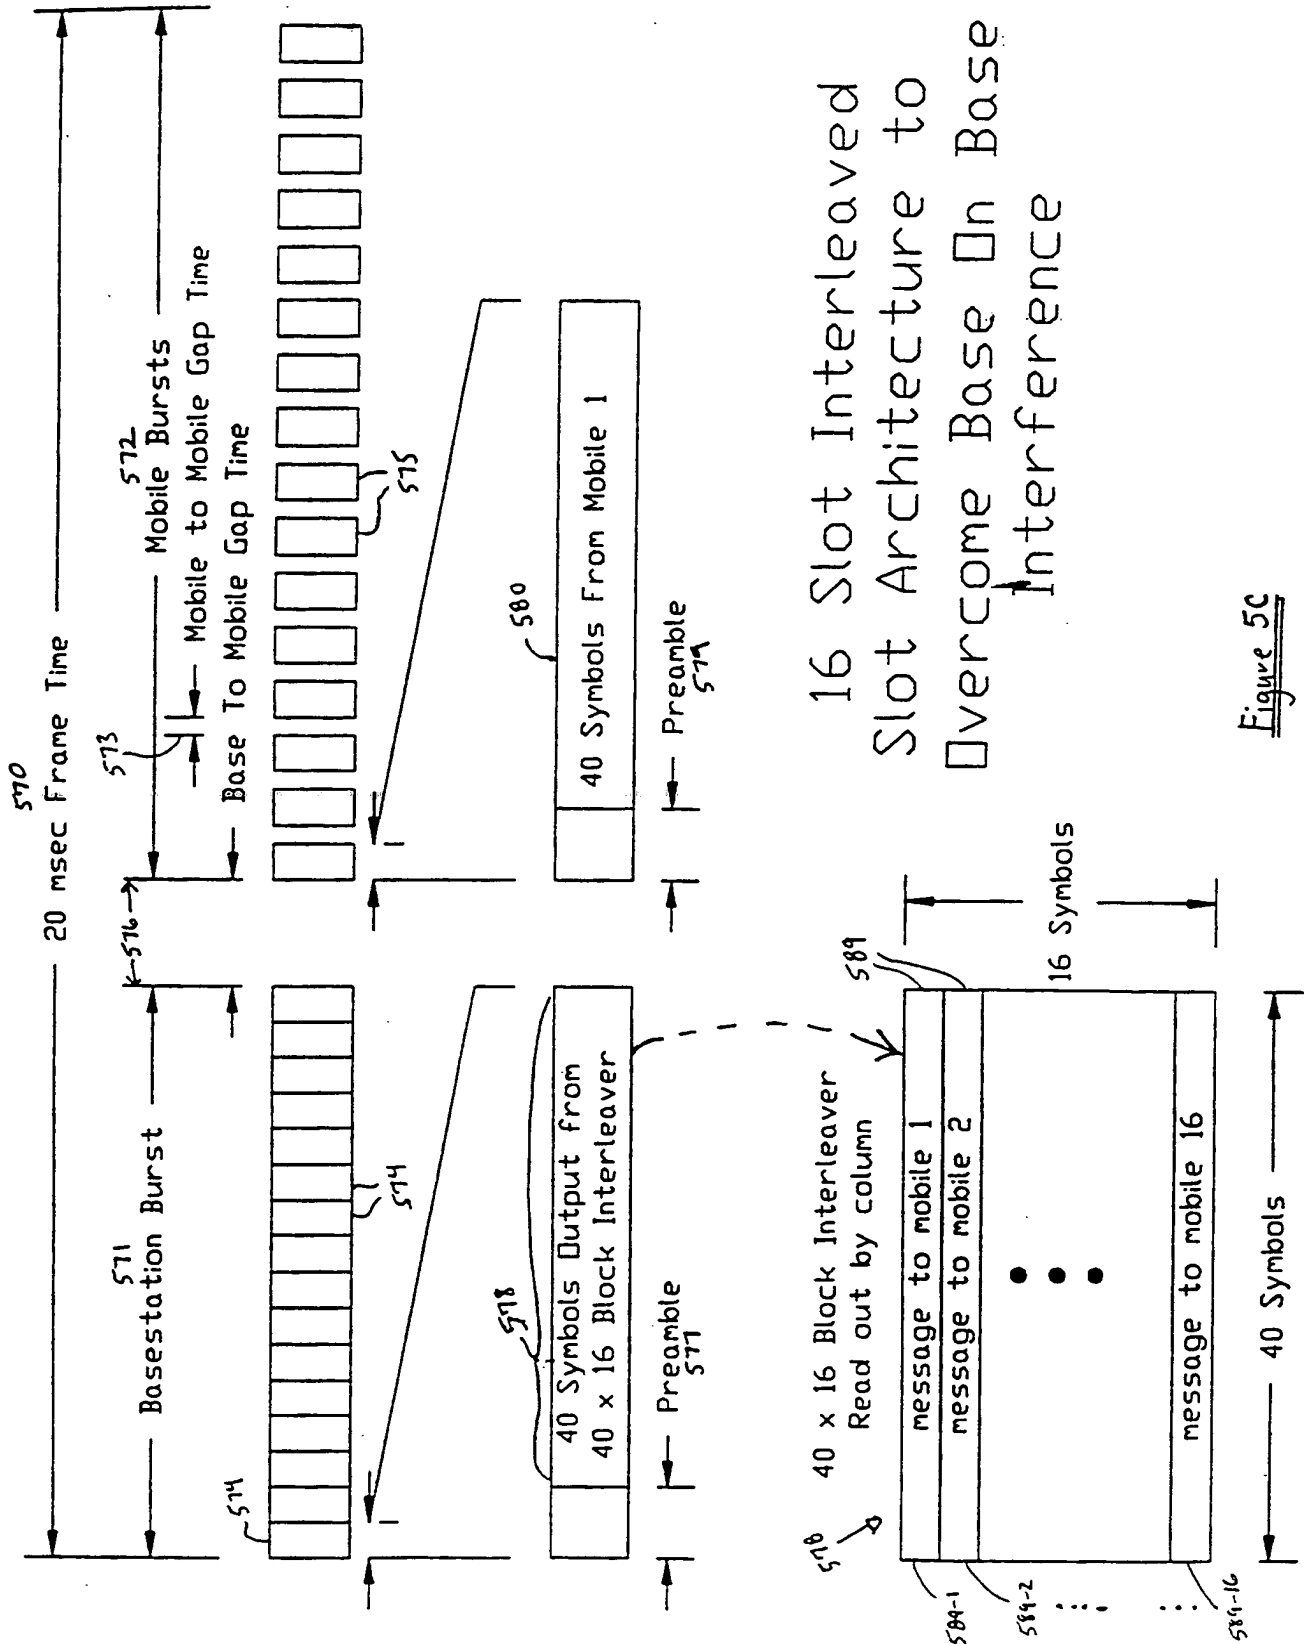 570
20 msec Frame Time
571
Basestation Burst
576
572
Mobile Bursts
573
Mobile to Mobile Gap Time
Base To Mobile Gap Time
574
574
575
578
40 Symbols Output from
40 x 16 Block Interleaver
580
40 Symbols From Mobile 1
Preamble
577
Preamble
579
578
40 x 16 Block Interleaver
Read out by column
589-1
message to mobile 1
589
589-2
message to mobile 2
16 Symbols
589-16
message to mobile 16
40 Symbols
16 Slot Interleaved
Slot Architecture to
Overcome Base On Base
Interference
Figure 5C